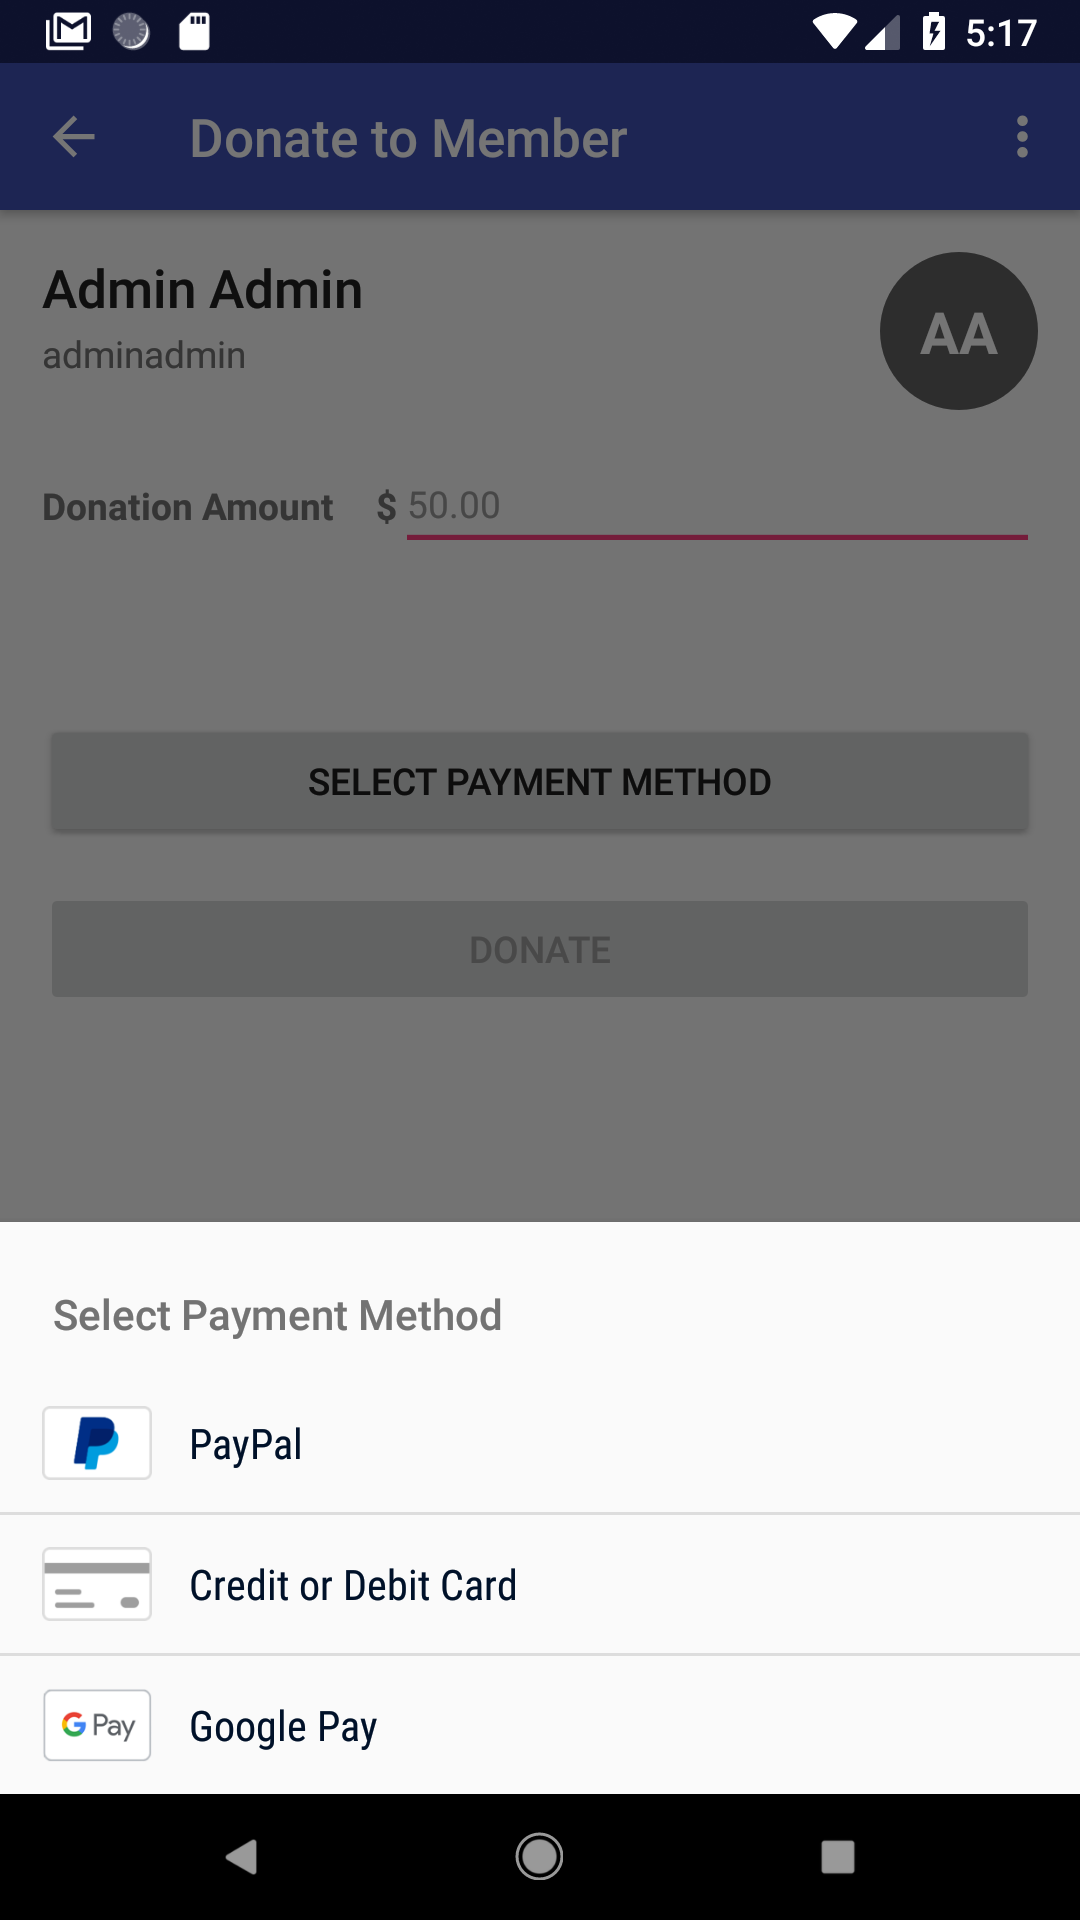 5:17
Donate to Member
Admin Admin
adminadmin
AA
Donation Amount $ 50.00
SELECT PAYMENT METHOD
DONATE
Select Payment Method
PayPal
Credit or Debit Card
G Pay Google Pay